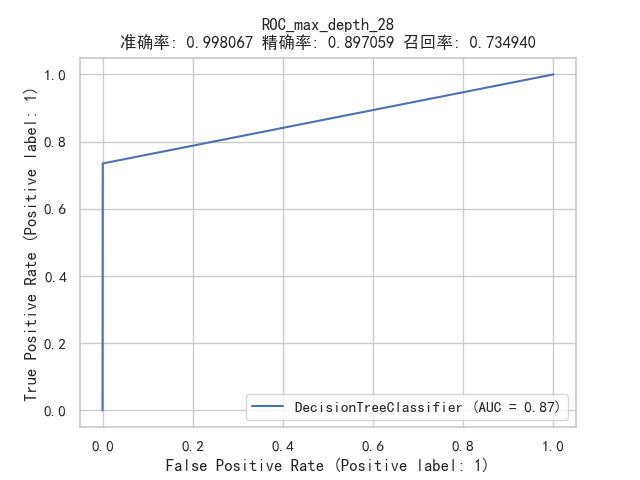 ROC_max_depth_28
准确率: 0.998067 精确率: 0.897059 召回率: 0.734940
True Positive Rate (Positive label: 1)
1.0
0.8
0.6
0.4
0.2
0.0
DecisionTreeClassifier (AUC = 0.87)
0.0 0.2 0.4 0.6 0.8 1.0
False Positive Rate (Positive label: 1)